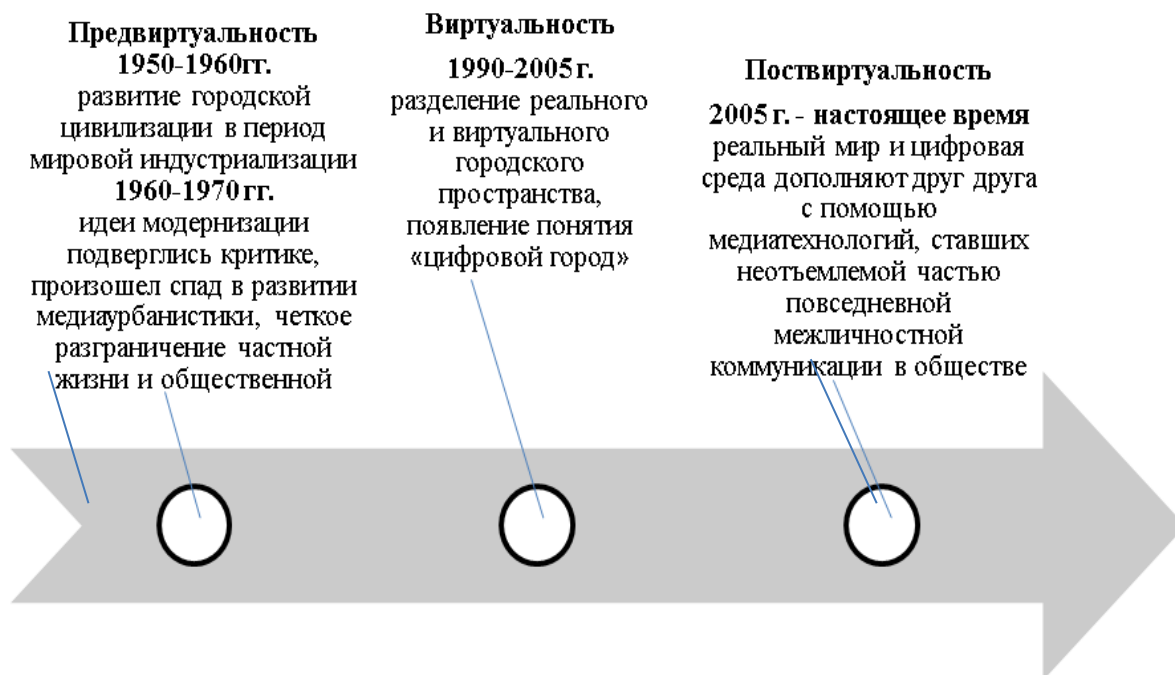 Предвиртуальность
1950-1960гг.
развитие городской
цивилизации в период
мировой индустриализации
1960-1970 гг.
идеи модернизации
подверглись критике,
произошел спад в развитии
медиаурбанистики, четкое
разграничение частной
жизни и общественной
Виртуальность
1990-2005 г.
разделение реального
и виртуального
городского
пространства,
появление понятия
«цифровой город»
Поствиртуальность
2005 г. - настоящее время
реальный мир и цифровая
среда дополняют друг друга
с помощью
медиатехнологий, ставших
неотъемлемой частью
повседневной
межличностной
коммуникации в обществе